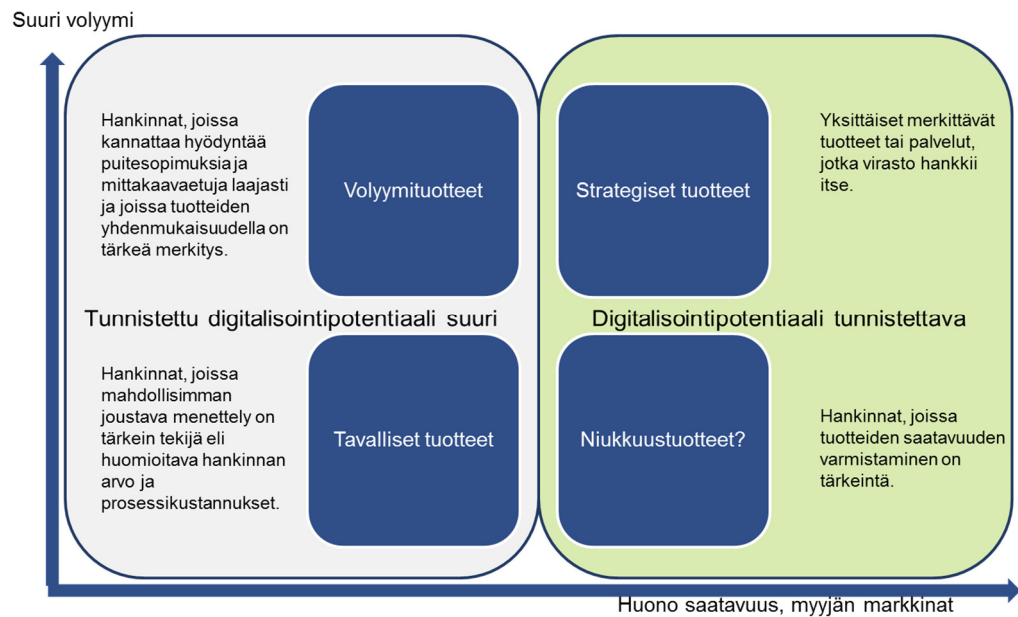 Suuri volyymi
Hankinnat, joissa
kannattaa hyödyntää
puitesopimuksia ja
mittakaavaetuja laajasti
ja joissa tuotteiden
yhdenmukaisuudella on
tärkeä merkitys.
Volyymituotteet
Strategiset tuotteet
Yksittäiset merkittävät
tuotteet tai palvelut,
jotka virasto hankkii
itse.
Tunnistettu digitalisointipotentiaali suuri
Digitalisointipotentiaali tunnistettava
Hankinnat, joissa
mahdollisimman
joustava menettely on
tärkein tekijä eli
huomioitava hankinnan
arvo ja
prosessikustannukset.
Tavalliset tuotteet
Niukkuustuotteet?
Hankinnat, joissa
tuotteiden saatavuuden
varmistaminen on
tärkeintä.
Huono saatavuus, myyjän markkinat